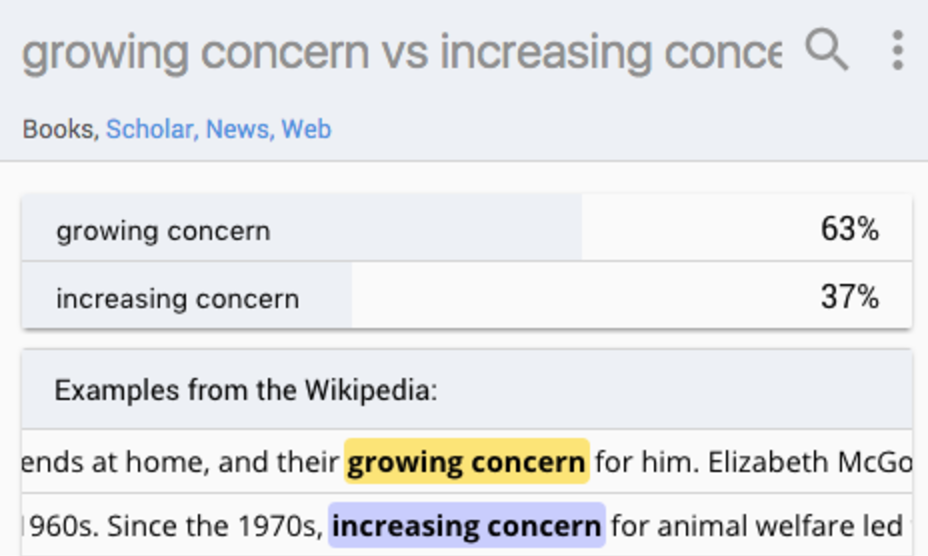 growing concern vs increasing conce
Books, Scholar, News, Web
growing concern 63%
increasing concern 37%
Examples from the Wikipedia:
ends at home, and their growing concern for him. Elizabeth McGo
1960s. Since the 1970s, increasing concern for animal welfare led